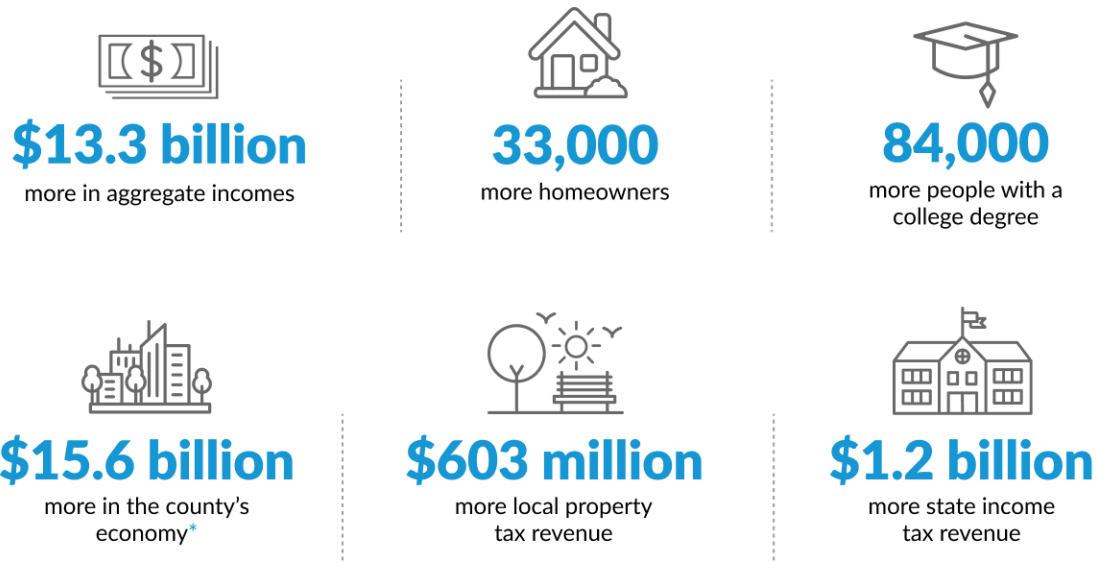 $13.3 billion
more in aggregate incomes
33,000
more homeowners
84,000
more people with a
college degree
$15.6 billion
more in the county’s
economy*
$603 million
more local property
tax revenue
$1.2 billion
more state income
tax revenue